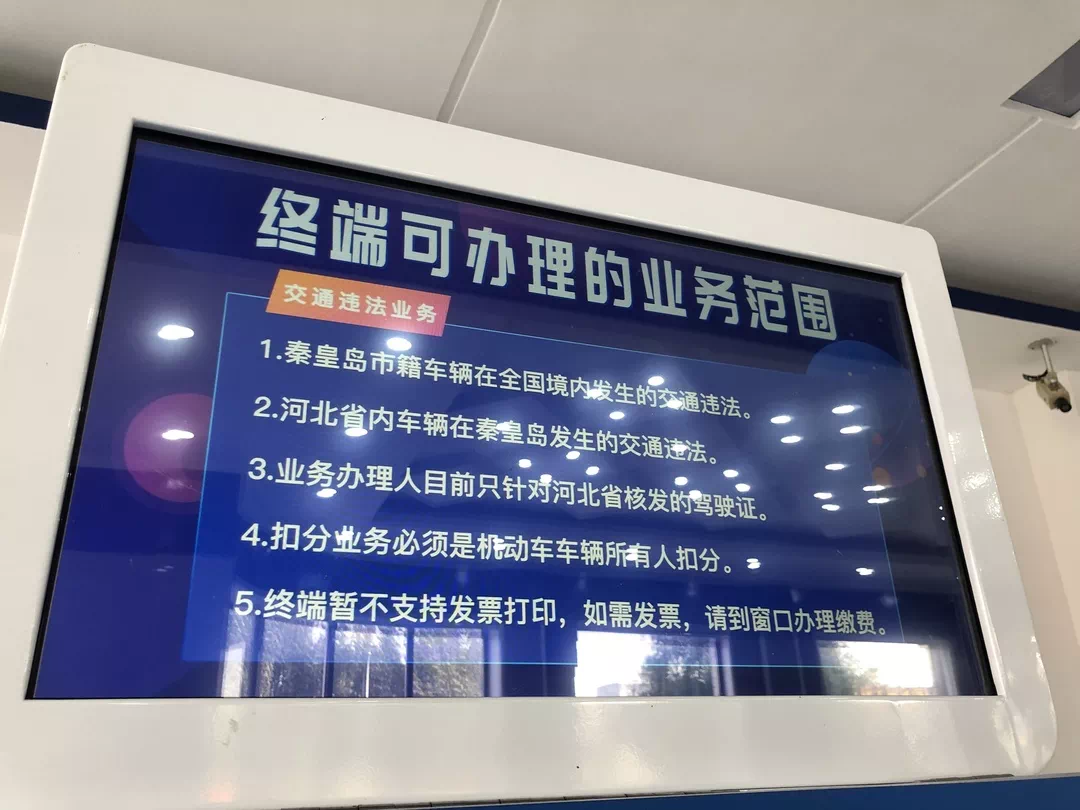 终端可办理的业务范围
交通违法业务
1.秦皇岛市籍车辆在全国境内发生的交通违法。
2.河北省内车辆在秦皇岛发生的交通违法。
3.业务办理人目前只针对河北省核发的驾驶证。
4.扣分业务必须是机动车车辆所有人扣分。
5.终端暂不支持发票打印，如需发票，请到窗口办理缴费。